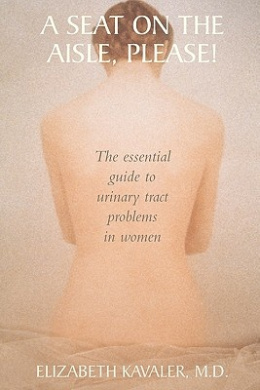 A SEAT ON THE
AISLE, PLEASE!
The essential
guide to
urinary tract
problems
in women
ELIZABETH KAVALER, M.D.